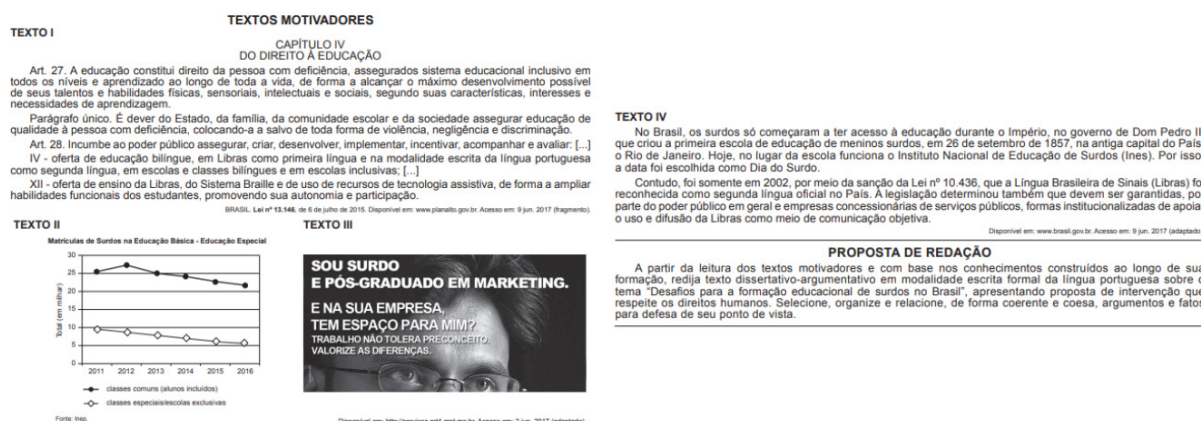 TEXTOS MOTIVADORES
TEXTO I
CAPÍTULO IV
DO DIREITO À EDUCAÇÃO
Art. 27. A educação constitui direito da pessoa com deficiência, assegurados sistema educacional inclusivo em
todos os níveis e aprendizado ao longo de toda a vida, de forma a alcançar o máximo desenvolvimento possível
de seus talentos e habilidades físicas, sensoriais, intelectuais e sociais, segundo suas características, interesses e
necessidades de aprendizagem.
Parágrafo único. É dever do Estado, da família, da comunidade escolar e da sociedade assegurar educação de
qualidade à pessoa com deficiência, colocando-a a salvo de toda forma de violência, negligência e discriminação.
Art. 28. Incumbe ao poder público assegurar, criar, desenvolver, implementar, incentivar, acompanhar e avaliar: [...]
IV - oferta de educação bilíngue, em Libras como primeira língua e na modalidade escrita da língua portuguesa
como segunda língua, em escolas e classes bilíngues e em escolas inclusivas; [...]
XII - oferta de ensino da Libras, do Sistema Braille e de uso de recursos de tecnologia assistiva, de forma a ampliar
habilidades funcionais dos estudantes, promovendo sua autonomia e participação.
BRASIL. Lei nº 13.146, de 6 de julho de 2015. Disponível em: www.planalto.gov.br. Acesso em: 9 jun. 2017 (fragmento).
TEXTO II
Matrículas de Surdos na Educação Básica - Educação Especial
Total (em milhar)
30
25
20
15
10
5
0
2011 2012 2013 2014 2015 2016
classes comuns (alunos incluídos)
classes especiais/escolas exclusivas
Fonte: Inep.
TEXTO III
SOU SURDO
E PÓS-GRADUADO EM MARKETING.
E NA SUA EMPRESA,
TEM ESPAÇO PARA MIM?
TRABALHO NÃO TOLERA PRECONCEITO.
VALORIZE AS DIFERENÇAS.
TEXTO IV
No Brasil, os surdos só começaram a ter acesso à educação durante o Império, no governo de Dom Pedro II
que criou a primeira escola de educação de meninos surdos, em 26 de setembro de 1857, na antiga capital do País
o Rio de Janeiro. Hoje, no lugar da escola funciona o Instituto Nacional de Educação de Surdos (Ines). Por isso
a data foi escolhida como Dia do Surdo.
Contudo, foi somente em 2002, por meio da sanção da Lei nº 10.436, que a Língua Brasileira de Sinais (Libras) fo
reconhecida como segunda língua oficial no País. A legislação determinou também que devem ser garantidas, po
parte do poder público em geral e empresas concessionárias de serviços públicos, formas institucionalizadas de apoia
o uso e difusão da Libras como meio de comunicação objetiva.
Disponível em: www.brasil.gov.br. Acesso em: 9 jun. 2017 (adaptado
PROPOSTA DE REDAÇÃO
A partir da leitura dos textos motivadores e com base nos conhecimentos construídos ao longo de sua
formação, redija texto dissertativo-argumentativo em modalidade escrita formal da língua portuguesa sobre o
tema "Desafios para a formação educacional de surdos no Brasil", apresentando proposta de intervenção que
respeite os direitos humanos. Selecione, organize e relacione, de forma coerente e coesa, argumentos e fato
para defesa de seu ponto de vista.